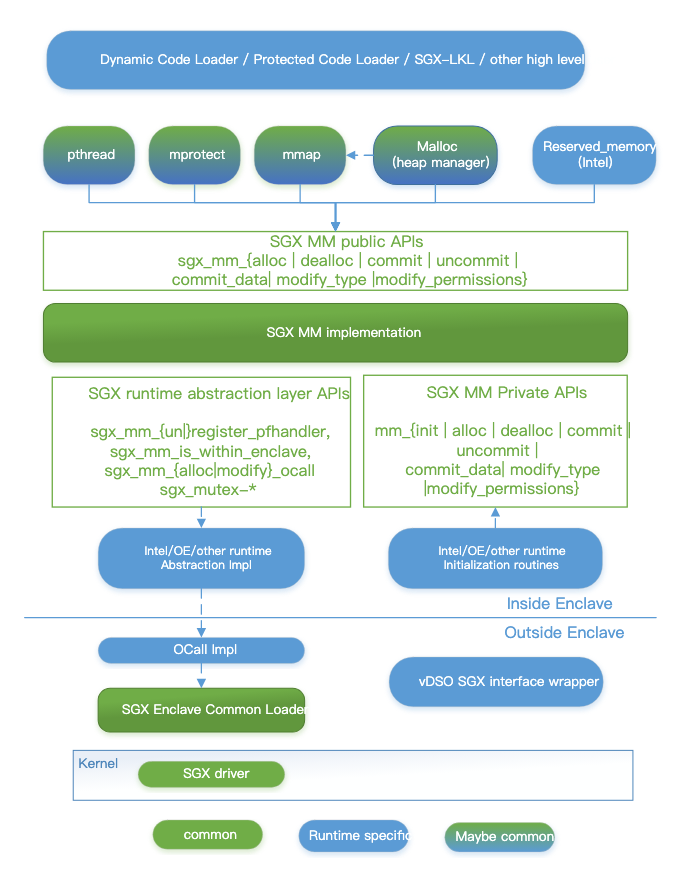 Dynamic Code Loader / Protected Code Loader / SGX-LKL / other high level
pthread
mprotect
mmap
Malloc
(heap manager)
Reserved_memory
(Intel)
SGX MM public APIs
sgx_mm_{alloc | dealloc | commit | uncommit |
commit_data| modify_type |modify_permissions}
SGX MM implementation
SGX runtime abstraction layer APIs
sgx_mm_{un|}register_pfhandler,
sgx_mm_is_within_enclave,
sgx_mm_{alloc|modify}_ocall
sgx_mutex-*
SGX MM Private APIs
mm_{init | alloc | dealloc | commit |
uncommit |
commit_data| modify_type
|modify_permissions}
Intel/OE/other runtime
Abstraction Impl
Intel/OE/other runtime
Initialization routines
Inside Enclave
Outside Enclave
OCall Impl
vDSO SGX interface wrapper
SGX Enclave Common Loader
Kernel
SGX driver
common
Runtime specific
Maybe common